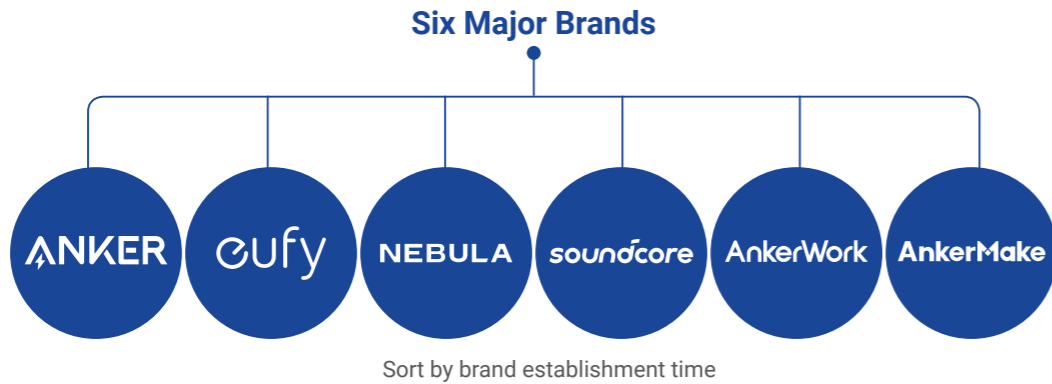 Six Major Brands
ANKER
eufy
NEBULA
soundcore
AnkerWork
AnkerMake
Sort by brand establishment time